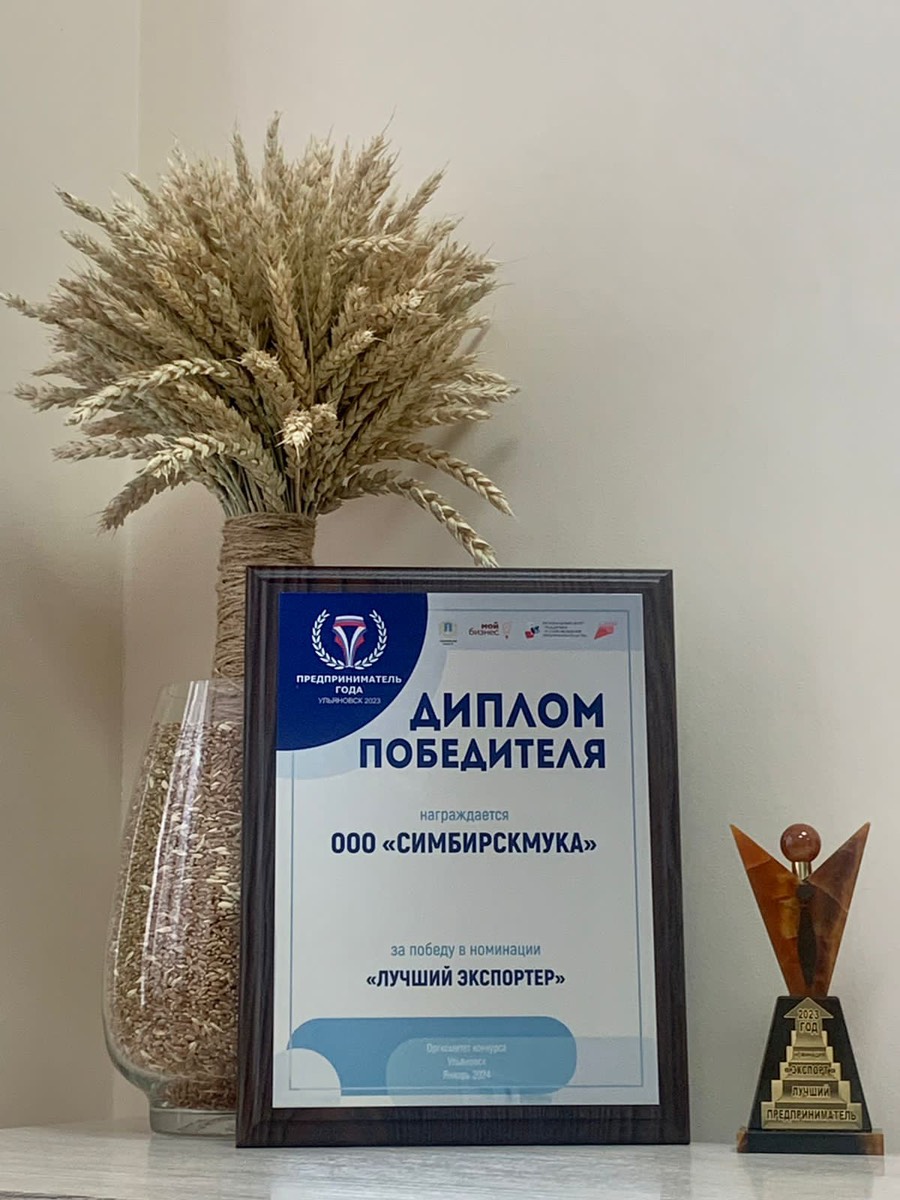 ПРЕДПРИНИМАТЕЛЬ
ГОДА
УЛЬЯНОВСК 2023
мой
бизнес
ДИПЛОМ
ПОБЕДИТЕЛЯ
награждается
ООО «СИМБИРСКМУКА»
за победу в номинации
«ЛУЧШИЙ ЭКСПОРТЕР»
Оргкомитет конкурса
Ульяновск
Январь 2024
2023
ГОД
НОМИНАЦИЯ
«ЭКСПОРТ»
ЛУЧШИЙ
ПРЕДПРИНИМАТЕЛЬ